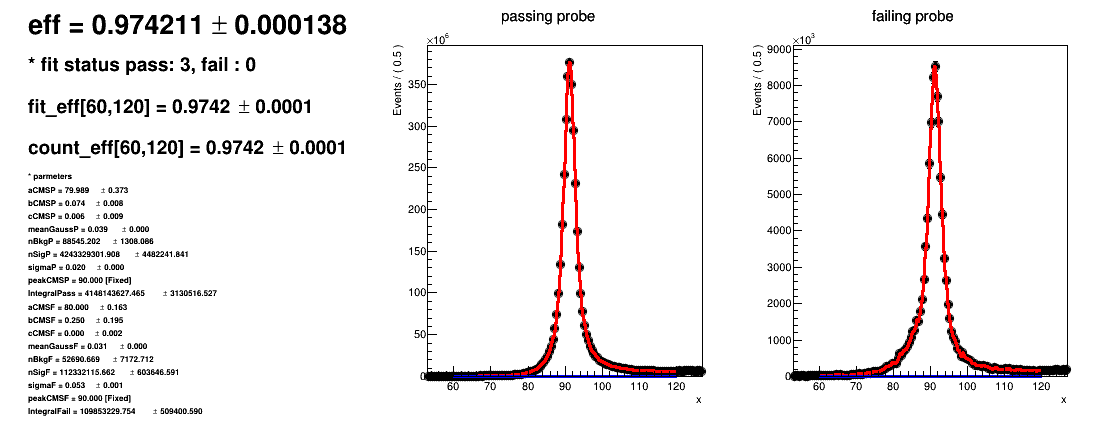 eff = 0.974211 ± 0.000138
* fit status pass: 3, fail : 0
fit_eff[60,120] = 0.9742 ± 0.0001
count_eff[60,120] = 0.9742 ± 0.0001
* parmeters
aCMSP = 79.989 ± 0.373
bCMSP = 0.074 ± 0.008
cCMSP = 0.006 ± 0.009
meanGaussP = 0.039 ± 0.000
nBkgP = 88545.202 ± 1308.086
nSigP = 4243329301.908 ± 4482241.841
sigmaP = 0.020 ± 0.000
peakCMSP = 90.000 [Fixed]
IntegralPass = 4148143627.465 ± 3130516.527
aCMSF = 80.000 ± 0.163
bCMSF = 0.250 ± 0.195
cCMSF = 0.000 ± 0.002
meanGaussF = 0.031 ± 0.000
nBkgF = 52690.669 ± 7172.712
nSigF = 112332115.662 ± 603646.591
sigmaF = 0.053 ± 0.001
peakCMSF = 90.000 [Fixed]
IntegralFail = 109853229.754 ± 509400.590
passing probe
×10⁶
Events / ( 0.5 )
350
300
250
200
150
100
50
0
60 70 80 90 100 110 120
x
failing probe
×10³
Events / ( 0.5 )
9000
8000
7000
6000
5000
4000
3000
2000
1000
0
60 70 80 90 100 110 120
x